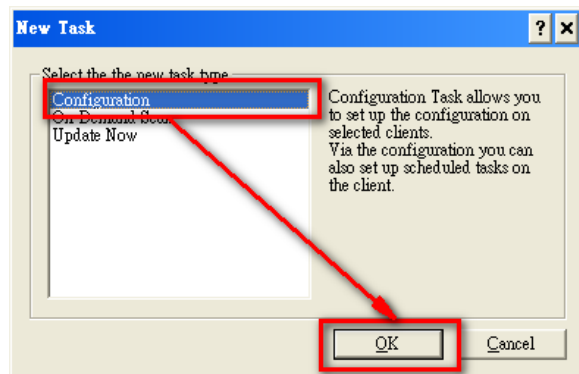 New Task
Select the the new task type
Configuration
On Demand Scan
Update Now
Configuration Task allows you
to set up the configuration on
selected clients.
Via the configuration you can
also set up scheduled tasks on
the client.
OK
Cancel